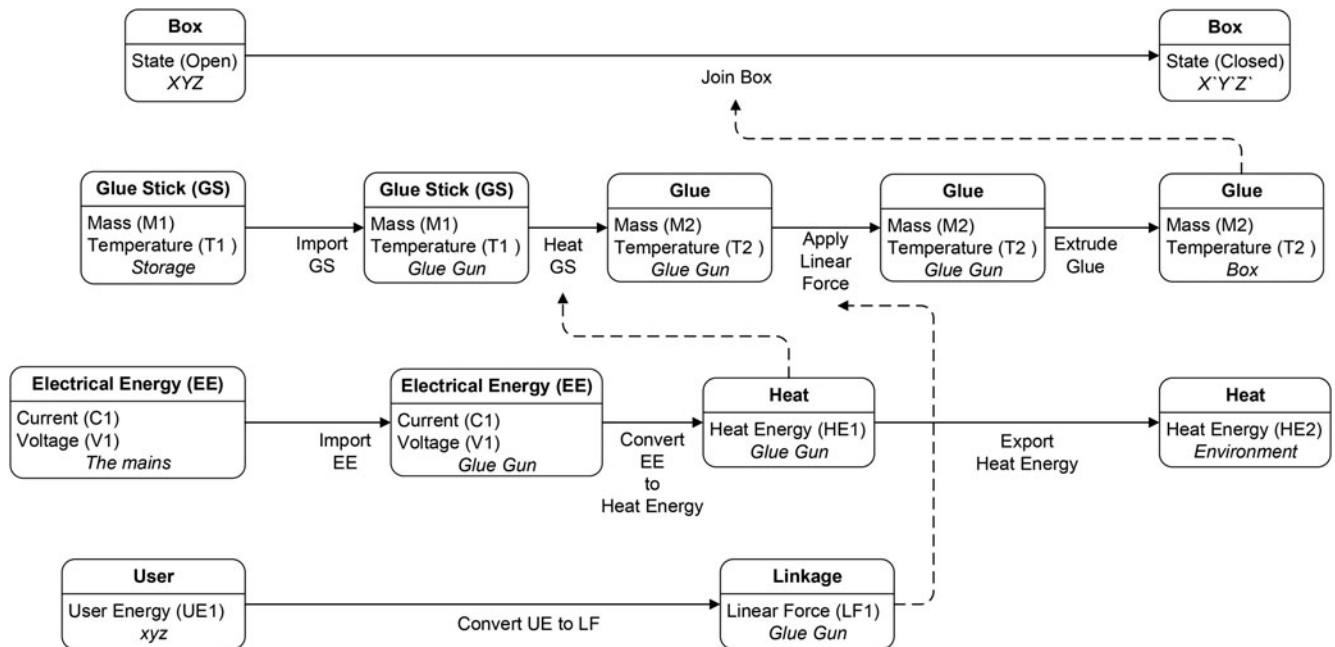 Box
State (Open)
XYZ
Join Box
Box
State (Closed)
X`Y`Z`
Glue Stick (GS)
Mass (M1)
Temperature (T1)
Storage
Import
GS
Glue Stick (GS)
Mass (M1)
Temperature (T1 )
Glue Gun
Heat
GS
Glue
Mass (M2)
Temperature (T2 )
Glue Gun
Apply
Linear
Force
Glue
Mass (M2)
Temperature (T2 )
Glue Gun
Extrude
Glue
Glue
Mass (M2)
Temperature (T2 )
Box
Electrical Energy (EE)
Current (C1)
Voltage (V1)
The mains
Import
EE
Electrical Energy (EE)
Current (C1)
Voltage (V1)
Glue Gun
Convert
EE
to
Heat Energy
Heat
Heat Energy (HE1)
Glue Gun
Export
Heat Energy
Heat
Heat Energy (HE2)
Environment
User
User Energy (UE1)
xyz
Convert UE to LF
Linkage
Linear Force (LF1)
Glue Gun